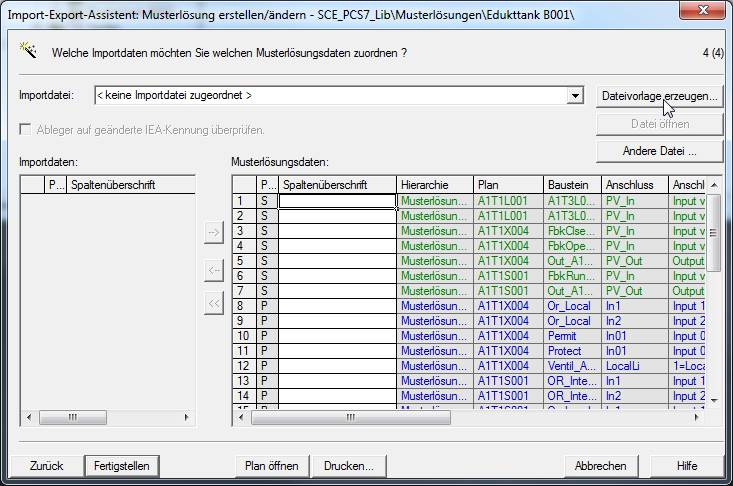 Import-Export-Assistent: Musterlösung erstellen/ändern - SCE_PCS7_Lib\Musterlösungen\Edukttank B001\
Welche Importdaten möchten Sie welchen Musterlösungsdaten zuordnen ?
4 (4)
Importdatei:
< keine Importdatei zugeordnet >
Dateivorlage erzeugen...
Ableger auf geänderte IEA-Kennung überprüfen.
Datei öffnen
Andere Datei ...
Importdaten:
Musterlösungsdaten:
P... Spaltenüberschrift
P... Spaltenüberschrift Hierarchie Plan Baustein Anschluss Anschl
1 S Musterlösun... A1T1L001 A1T3L0... PV_In Input v
2 S Musterlösun... A1T1L001 A1T3L0... PV_In Input v
3 S Musterlösun... A1T1X004 FbkClse... PV_In Input v
4 S Musterlösun... A1T1X004 FbkOpe... PV_In Input v
5 S Musterlösun... A1T1X004 Out_A1... PV_Out Output
6 S Musterlösun... A1T1S001 FbkRun... PV_In Input v
7 S Musterlösun... A1T1S001 Out_A1... PV_Out Output
8 P Musterlösun... A1T1X004 Or_Local In1 Input 1
9 P Musterlösun... A1T1X004 Or_Local In2 Input 2
10 P Musterlösun... A1T1X004 Permit In01 Input 0
11 P Musterlösun... A1T1X004 Protect In01 Input 0
12 P Musterlösun... A1T1X004 Ventil_A... LocalLi 1=Loca
13 P Musterlösun... A1T1S001 OR_Inte... In1 Input 1
14 P Musterlösun... A1T1S001 OR_Inte... In2 Input 2
15 P Musterlösun... A1T1S001 Or_Local In1 Input 1
-->
<--
<<
Zurück
Fertigstellen
Plan öffnen
Drucken...
Abbrechen
Hilfe